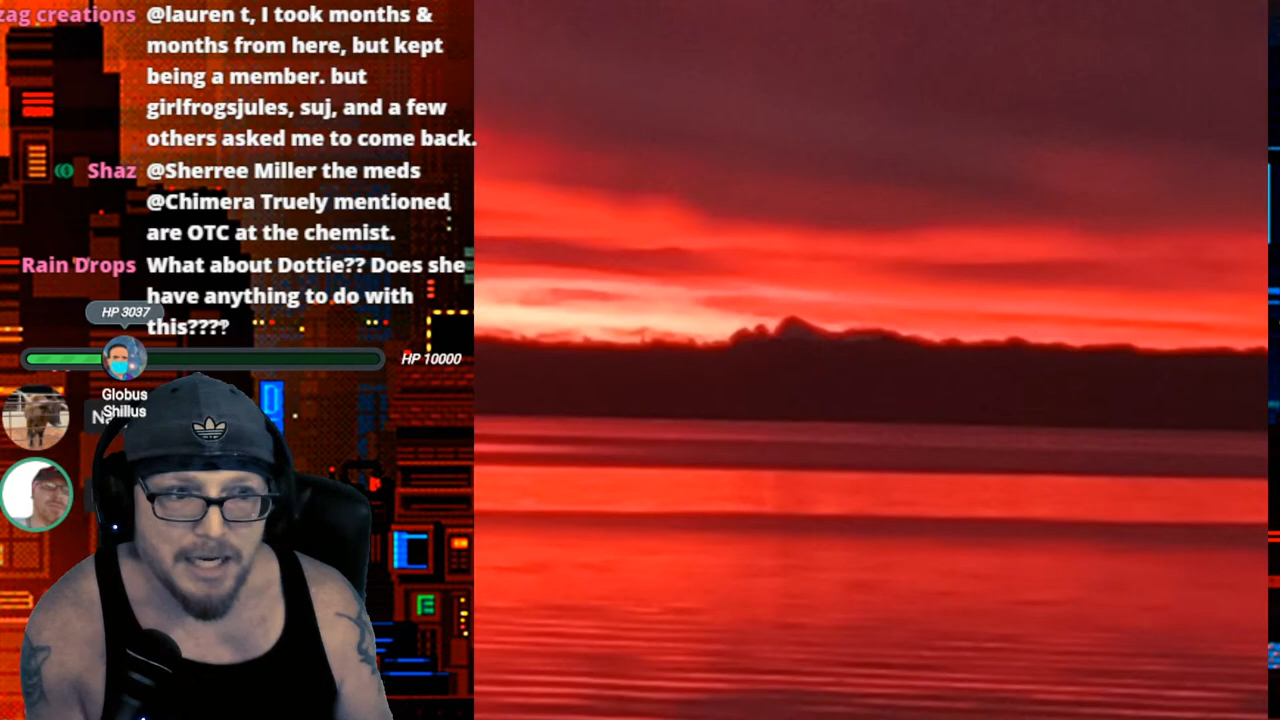 zag creations @lauren t, I took months &
months from here, but kept
being a member. but
girlfrogsjules, suj, and a few
others asked me to come back.
Shaz @Sherree Miller the meds
@Chimera Truely mentioned
are OTC at the chemist.
Rain Drops What about Dottie?? Does she
have anything to do with
this????
HP 3037
HP 10000
Globus
Shillus